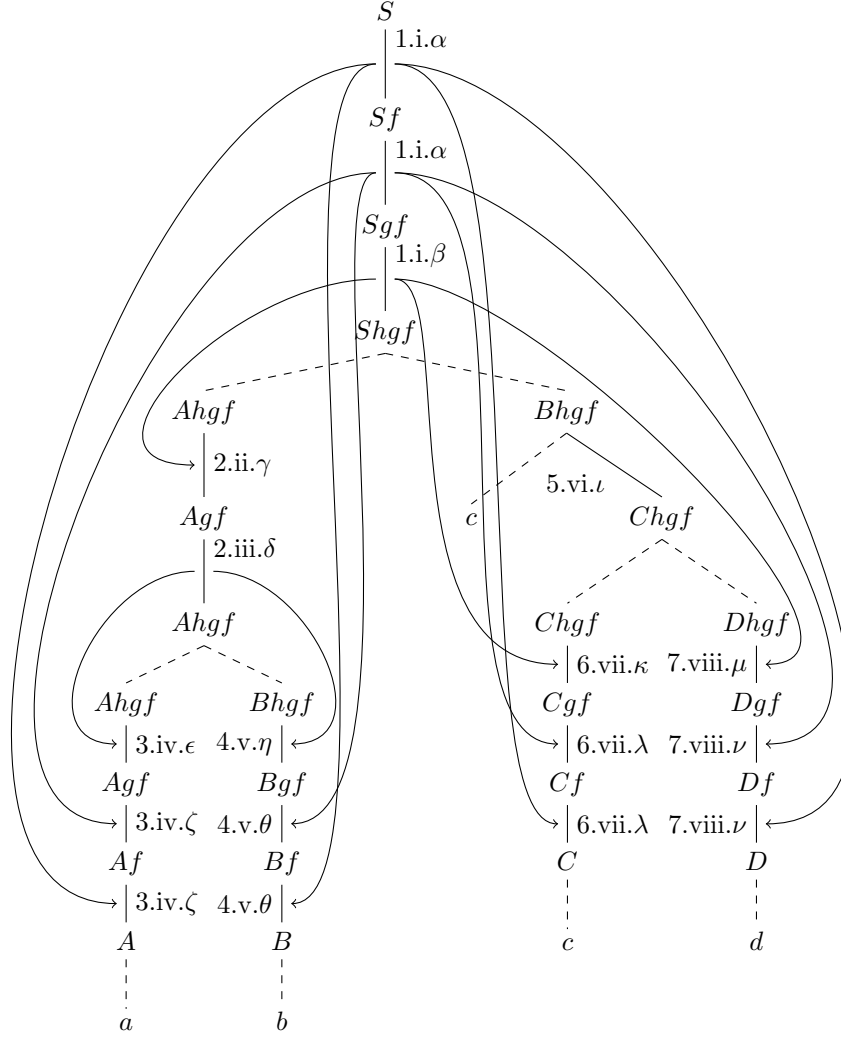 S
1.i.α
Sf
1.i.α
Sgf
1.i.β
Shgf
Ahgf Bhgf
2.ii.γ
5.vi.ι
Agf c Chgf
2.iii.δ
Ahgf Chgf Dhgf
6.vii.κ 7.viii.μ
Ahgf Bhgf Cgf Dgf
3.iv.ϵ 4.v.η 6.vii.λ 7.viii.ν
Agf Bgf Cf Df
3.iv.ζ 4.v.θ 6.vii.λ 7.viii.ν
Af Bf C D
3.iv.ζ 4.v.θ
A B c d
a b